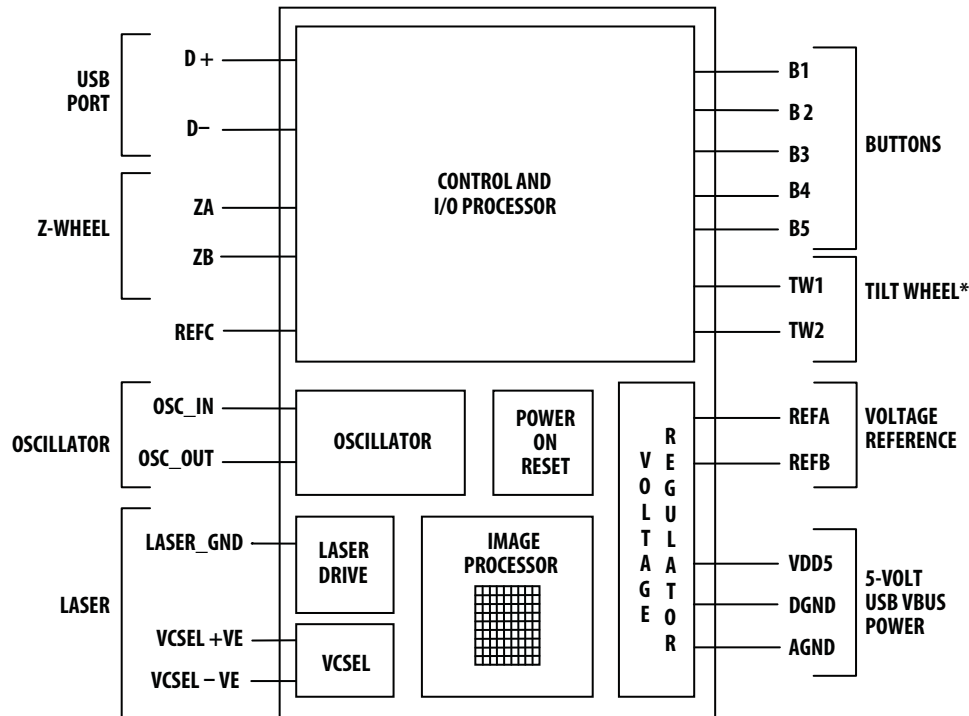 USB
PORT
D +
D−
Z-WHEEL
ZA
ZB
REFC
CONTROL AND
I/O PROCESSOR
B1
B 2
B3
B4
B5
BUTTONS
TW1
TW2
TILT WHEEL*
OSCILLATOR
OSC_IN
OSC_OUT
OSCILLATOR
POWER
ON
RESET
VOLTAGE
REGULATOR
REFA
REFB
VOLTAGE
REFERENCE
LASER
LASER_GND
VCSEL +VE
VCSEL − VE
LASER
DRIVE
VCSEL
IMAGE
PROCESSOR
VDD5
DGND
AGND
5-VOLT
USB VBUS
POWER